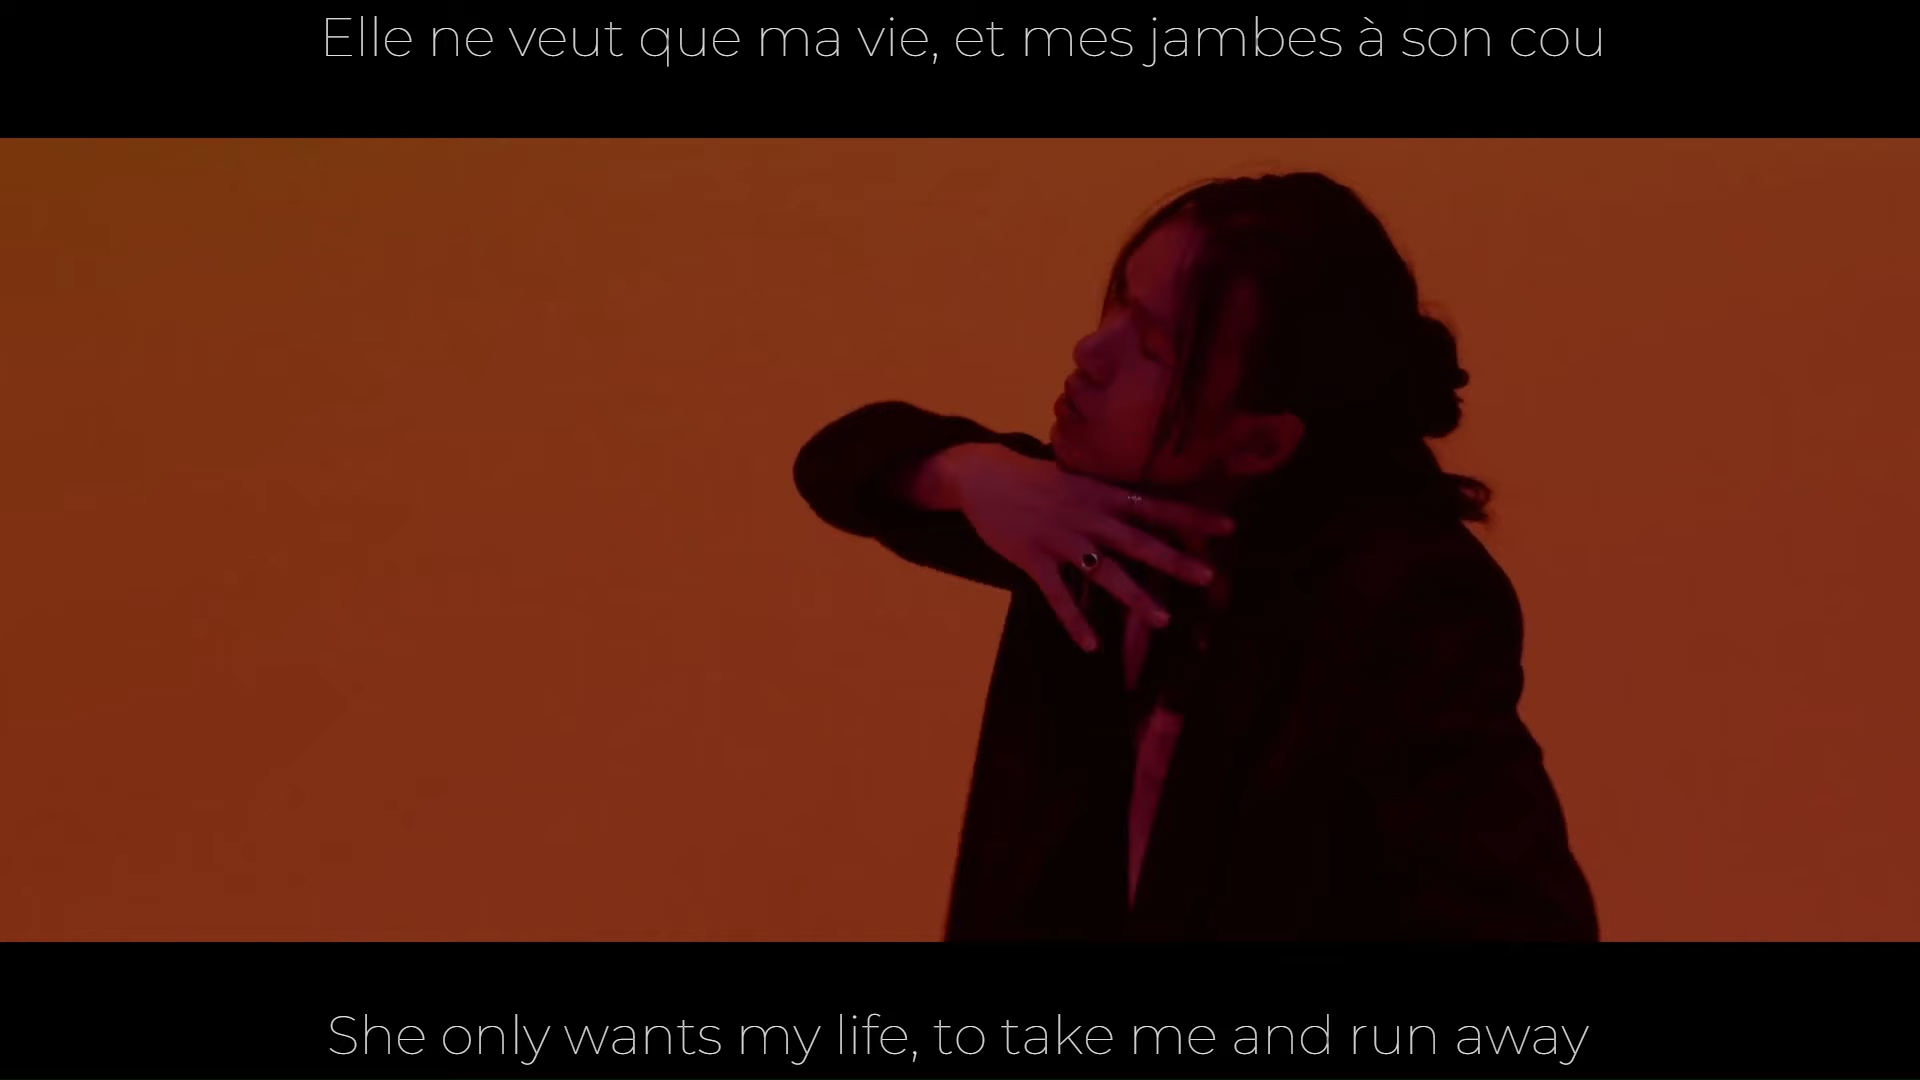 Elle ne veut que ma vie, et mes jambes à son cou
She only wants my life, to take me and run away